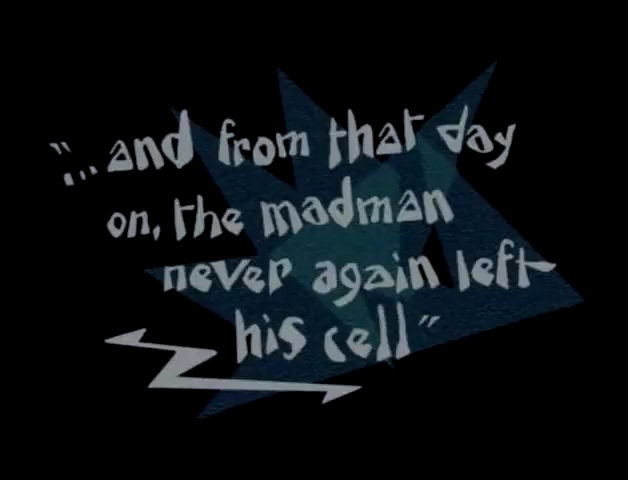 "...and from that day
on, the madman
never again left
his cell"